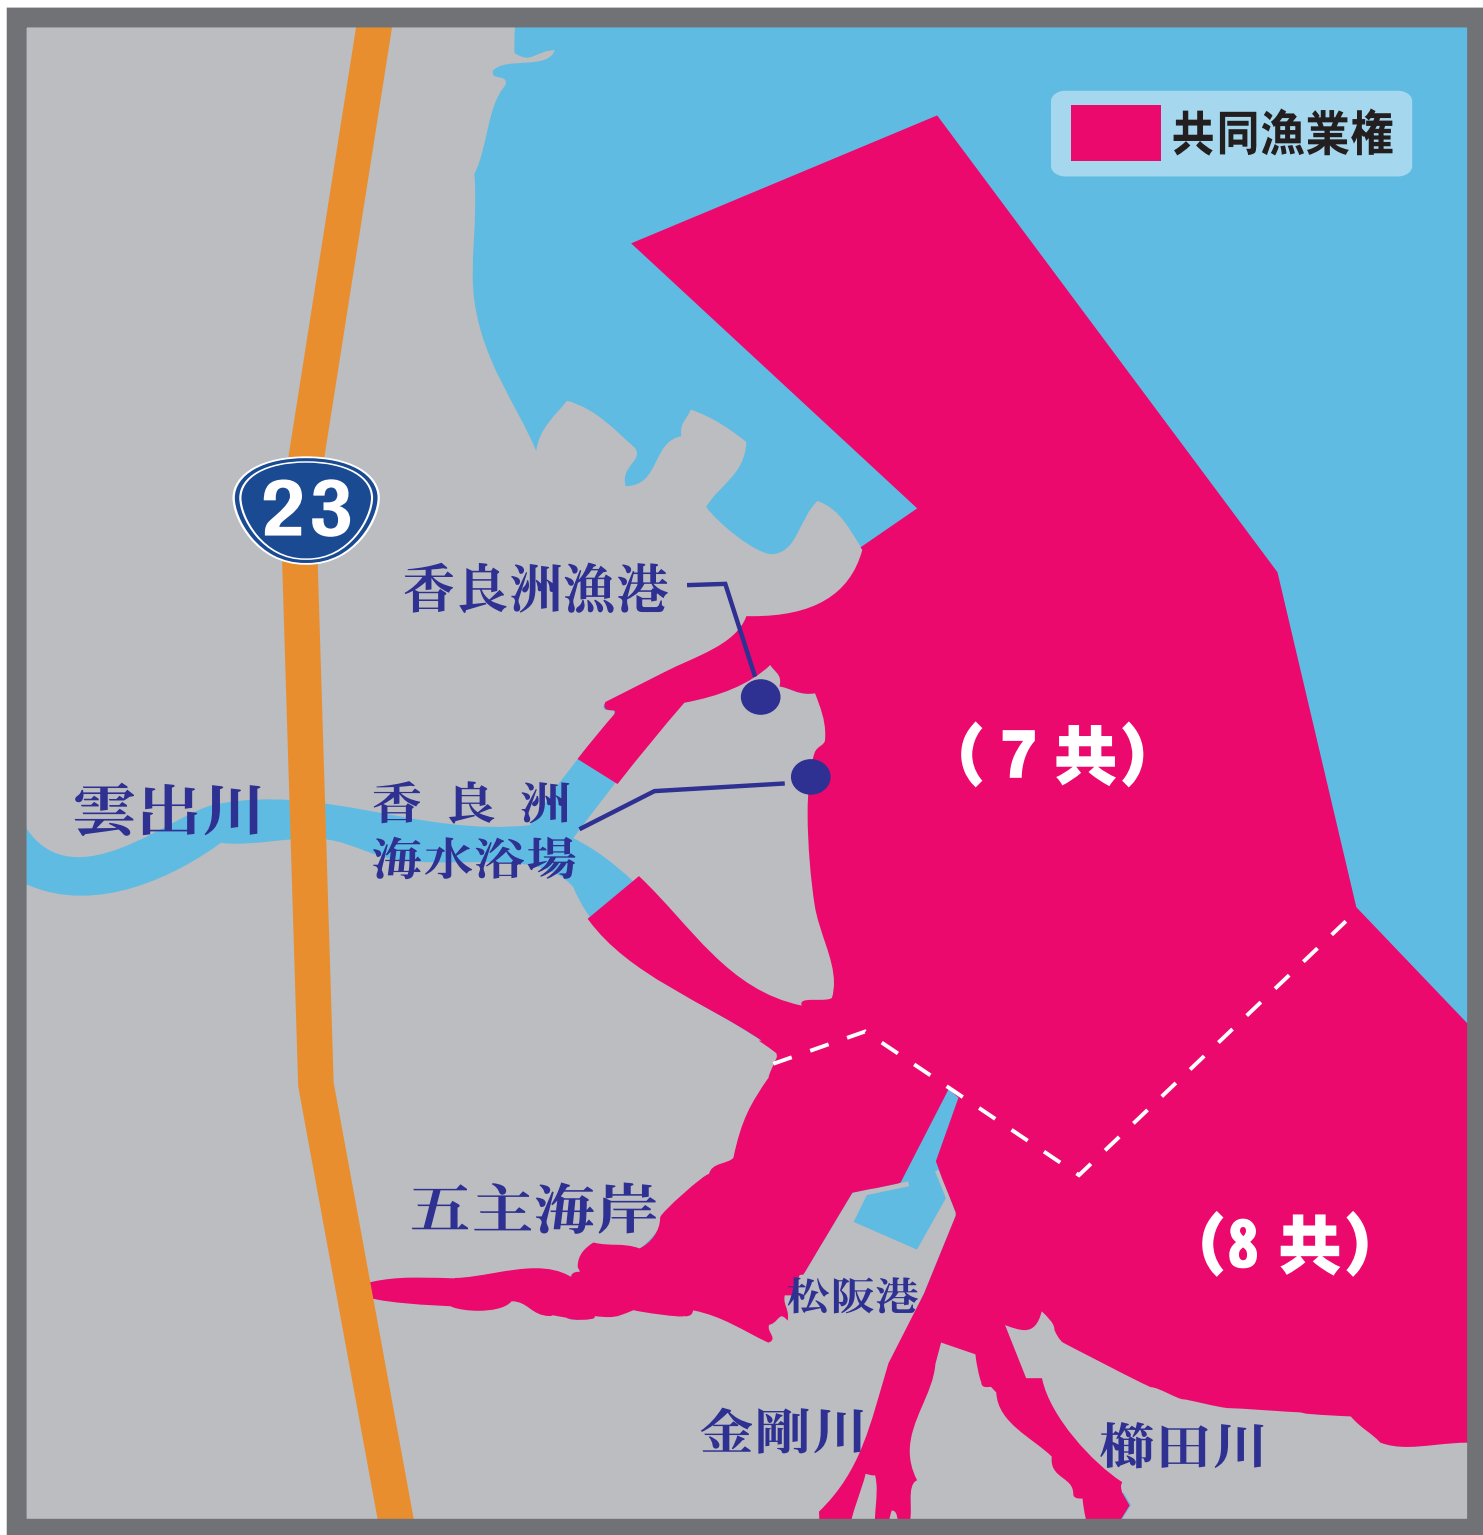 共同漁業権
23
香良洲漁港
(7共)
雲出川
香良洲
海水浴場
五主海岸
(8共)
松阪港
金剛川
櫛田川